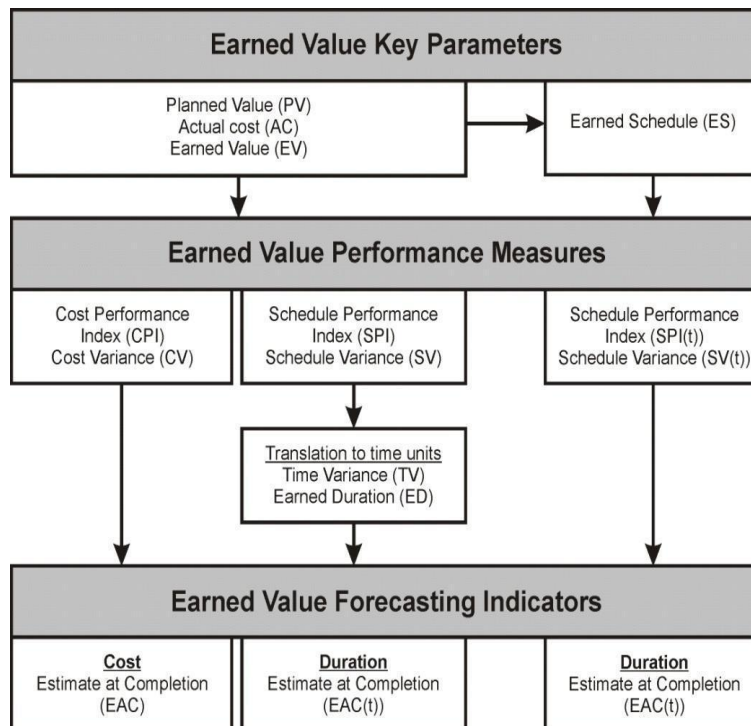 Earned Value Key Parameters
Planned Value (PV)
Actual cost (AC)
Earned Value (EV)
Earned Schedule (ES)
Earned Value Performance Measures
Cost Performance
Index (CPI)
Cost Variance (CV)
Schedule Performance
Index (SPI)
Schedule Variance (SV)
Schedule Performance
Index (SPI(t))
Schedule Variance (SV(t))
Translation to time units
Time Variance (TV)
Earned Duration (ED)
Earned Value Forecasting Indicators
Cost
Estimate at Completion
(EAC)
Duration
Estimate at Completion
(EAC(t))
Duration
Estimate at Completion
(EAC(t))